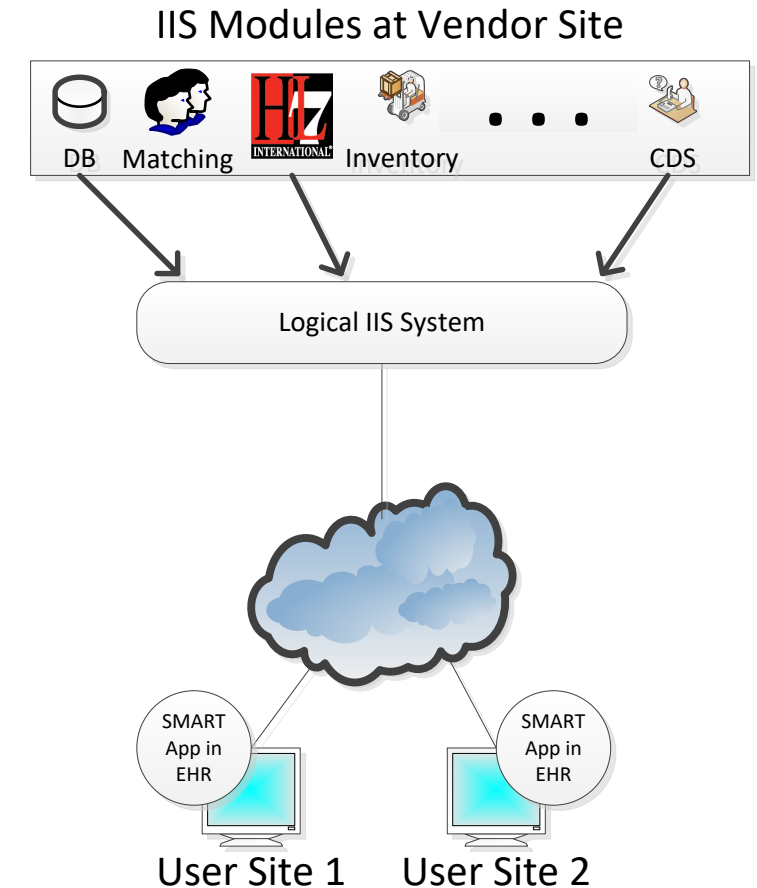 IIS Modules at Vendor Site
DB
Matching
HL7
INTERNATIONAL®
Inventory
. . .
CDS
Logical IIS System
SMART
App in
EHR
SMART
App in
EHR
User Site 1
User Site 2